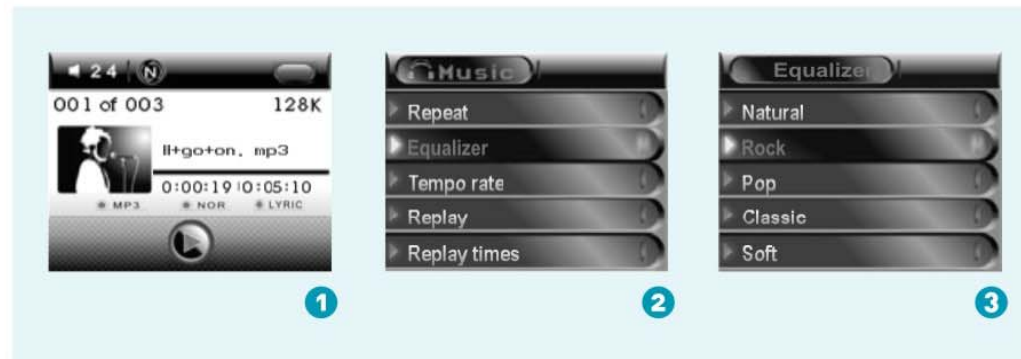 24 N
001 of 003 128K
ll+go+on. mp3
0:00:19 0:05:10
MP3 NOR LYRIC
1
Music
Repeat
Equalizer
Tempo rate
Replay
Replay times
2
Equalizer
Natural
Rock
Pop
Classic
Soft
3